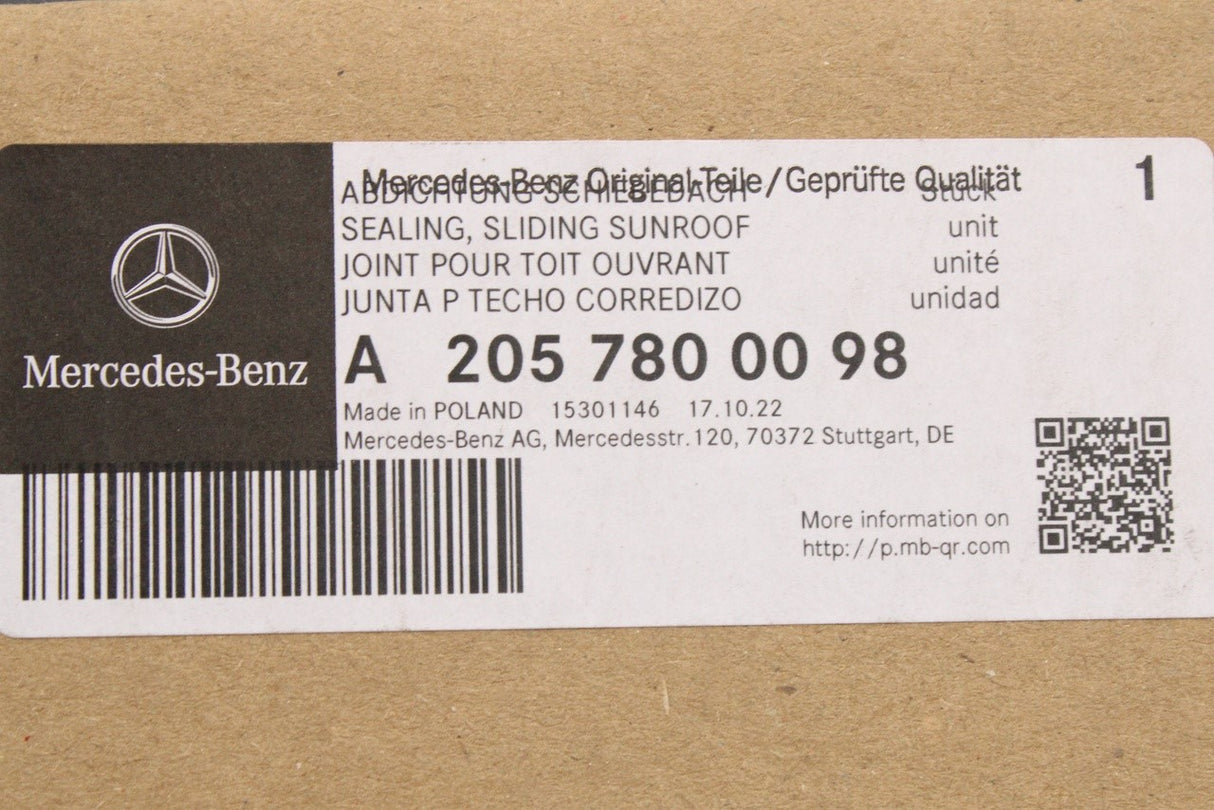 Mercedes-Benz Original-Teile/Geprüfte Qualität 1
ABDICHTUNG SCHIEBEDACH Stück
SEALING, SLIDING SUNROOF unit
JOINT POUR TOIT OUVRANT unité
JUNTA P TECHO CORREDIZO unidad
Mercedes-Benz
A 205 780 00 98
Made in POLAND 15301146 17.10.22
Mercedes-Benz AG, Mercedesstr.120, 70372 Stuttgart, DE
More information on
http://p.mb-qr.com